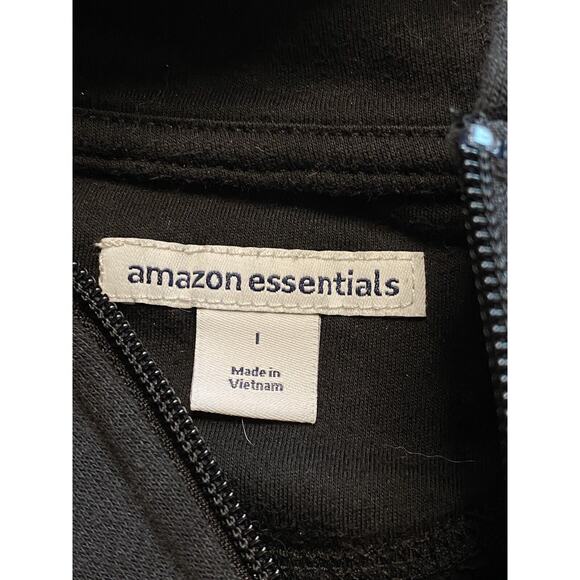 amazon essentials
I
Made in
Vietnam